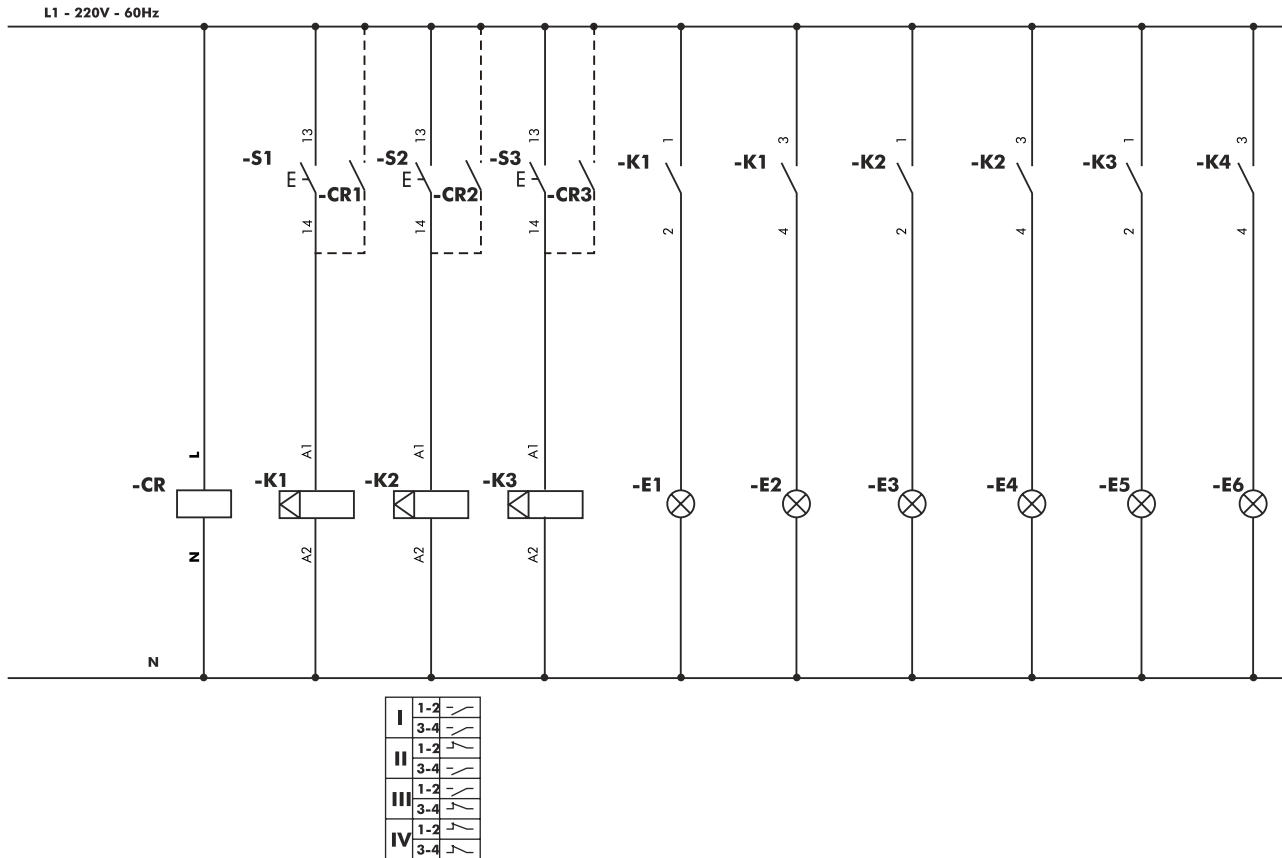 L1 - 220V - 60Hz
13 13 13 1 3 1 3 1 3
-S1 -S2 -S3 -K1 -K1 -K2 -K2 -K3 -K4
E E E
-CR1 -CR2 -CR3
14 14 14 2 4 2 4 2 4
L A1 A1 A1
-CR -K1 -K2 -K3 -E1 -E2 -E3 -E4 -E5 -E6
N A2 A2 A2
N
I 1-2
3-4
II 1-2
3-4
III 1-2
3-4
IV 1-2
3-4